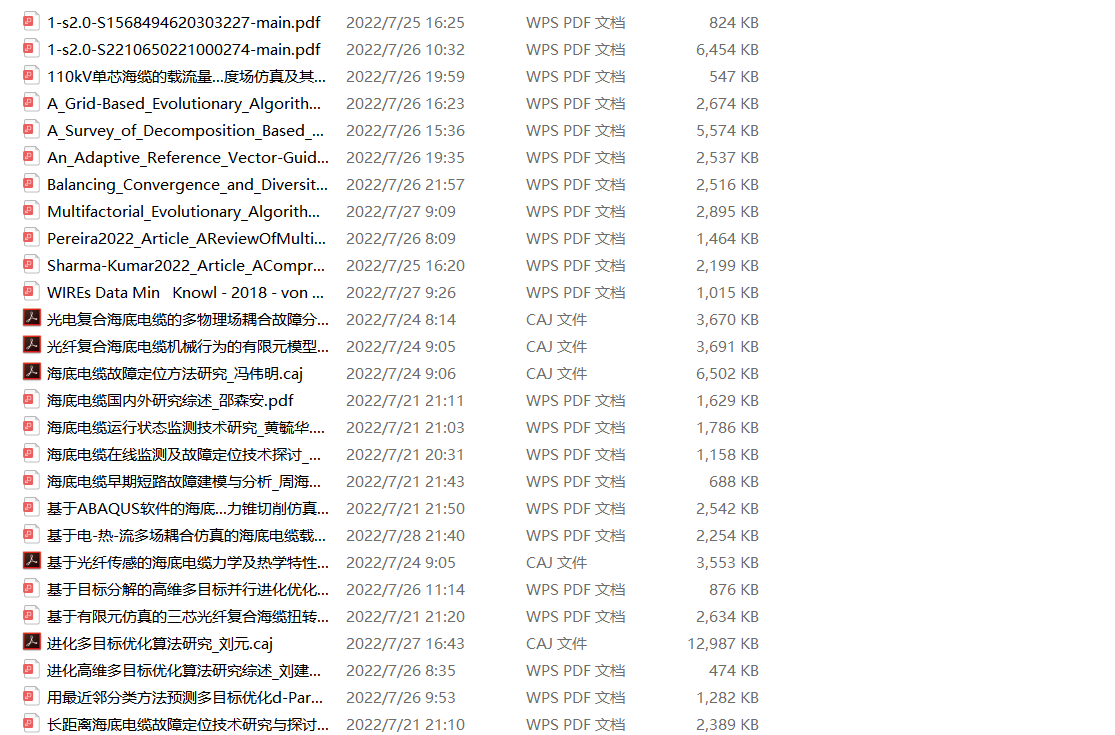 1-s2.0-S1568494620303227-main.pdf 2022/7/25 16:25 WPS PDF 文档 824 KB
1-s2.0-S2210650221000274-main.pdf 2022/7/26 10:32 WPS PDF 文档 6,454 KB
110kV单芯海缆的载流量...度场仿真及其... 2022/7/26 19:59 WPS PDF 文档 547 KB
A_Grid-Based_Evolutionary_Algorith... 2022/7/26 16:23 WPS PDF 文档 2,674 KB
A_Survey_of_Decomposition_Based_... 2022/7/26 15:36 WPS PDF 文档 5,574 KB
An_Adaptive_Reference_Vector-Guid... 2022/7/26 19:35 WPS PDF 文档 2,537 KB
Balancing_Convergence_and_Diversit... 2022/7/26 21:57 WPS PDF 文档 2,516 KB
Multifactorial_Evolutionary_Algorith... 2022/7/27 9:09 WPS PDF 文档 2,895 KB
Pereira2022_Article_AReviewOfMulti... 2022/7/26 8:09 WPS PDF 文档 1,464 KB
Sharma-Kumar2022_Article_ACompr... 2022/7/25 16:20 WPS PDF 文档 2,199 KB
WIREs Data Min   Knowl - 2018 - von ... 2022/7/27 9:26 WPS PDF 文档 1,015 KB
光电复合海底电缆的多物理场耦合故障分... 2022/7/24 8:14 CAJ 文件 3,670 KB
光纤复合海底电缆机械行为的有限元模型... 2022/7/24 9:05 CAJ 文件 3,691 KB
海底电缆故障定位方法研究_冯伟明.caj 2022/7/24 9:06 CAJ 文件 6,502 KB
海底电缆国内外研究综述_邵森安.pdf 2022/7/21 21:11 WPS PDF 文档 1,629 KB
海底电缆运行状态监测技术研究_黄毓华.... 2022/7/21 21:03 WPS PDF 文档 1,786 KB
海底电缆在线监测及故障定位技术探讨_... 2022/7/21 20:31 WPS PDF 文档 1,158 KB
海底电缆早期短路故障建模与分析_周海... 2022/7/21 21:43 WPS PDF 文档 688 KB
基于ABAQUS软件的海底...力锥切削仿真... 2022/7/21 21:50 WPS PDF 文档 2,542 KB
基于电-热-流多场耦合仿真的海底电缆载... 2022/7/28 21:40 WPS PDF 文档 2,254 KB
基于光纤传感的海底电缆力学及热学特性... 2022/7/24 9:05 CAJ 文件 3,553 KB
基于目标分解的高维多目标并行进化优化... 2022/7/26 11:14 WPS PDF 文档 876 KB
基于有限元仿真的三芯光纤复合海缆扭转... 2022/7/21 21:20 WPS PDF 文档 2,634 KB
进化多目标优化算法研究_刘元.caj 2022/7/27 16:43 CAJ 文件 12,987 KB
进化高维多目标优化算法研究综述_刘建... 2022/7/26 8:35 WPS PDF 文档 474 KB
用最近邻分类方法预测多目标优化d-Par... 2022/7/26 9:53 WPS PDF 文档 1,282 KB
长距离海底电缆故障定位技术研究与探讨... 2022/7/21 21:10 WPS PDF 文档 2,389 KB